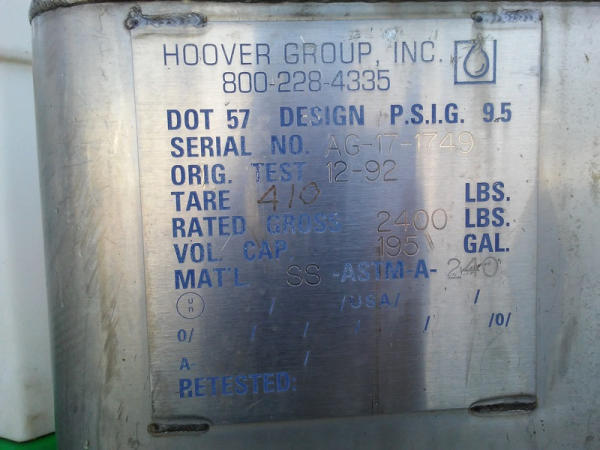 HOOVER GROUP, INC.
800-228-4335
DOT 57 DESIGN P.S.I.G. 9.5
SERIAL NO. AG-17-1749
ORIG. TEST 12-92
TARE 410 LBS.
RATED GROSS 2400 LBS.
VOL. CAP 195 GAL.
MAT'L SS -ASTM-A- 240
un / /USA/ /
0/ / / / / /0/
A /
RETESTED: